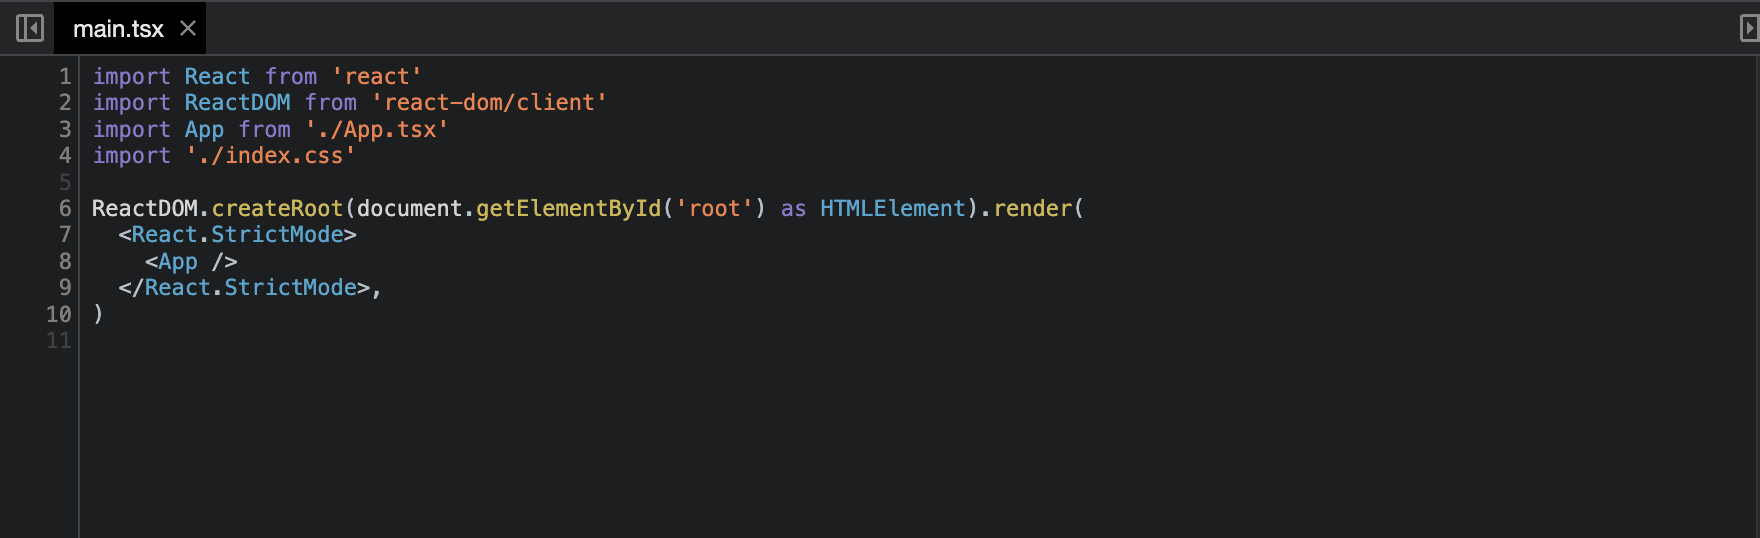 main.tsx
1 import React from 'react'
2 import ReactDOM from 'react-dom/client'
3 import App from './App.tsx'
4 import './index.css'
5
6 ReactDOM.createRoot(document.getElementById('root') as HTMLElement).render(
7   <React.StrictMode>
8     <App />
9   </React.StrictMode>,
10 )
11